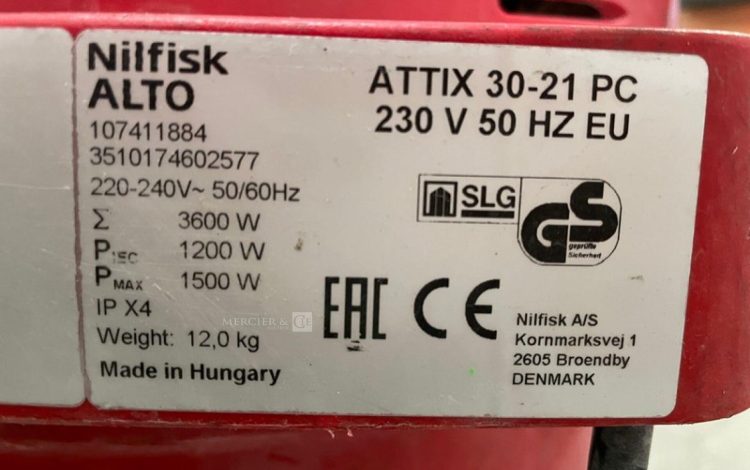 Nilfisk
ALTO
107411884
3510174602577
220-240V~ 50/60Hz
Σ 3600 W
PIEC 1200 W
PMAX 1500 W
IP X4
Weight: 12,0 kg
Made in Hungary
ATTIX 30-21 PC
230 V 50 HZ EU
SLG
GS
geprüfte
Sicherheit
EAC CE
Nilfisk A/S
Kornmarksvej 1
2605 Broendby
DENMARK
MERCIER &